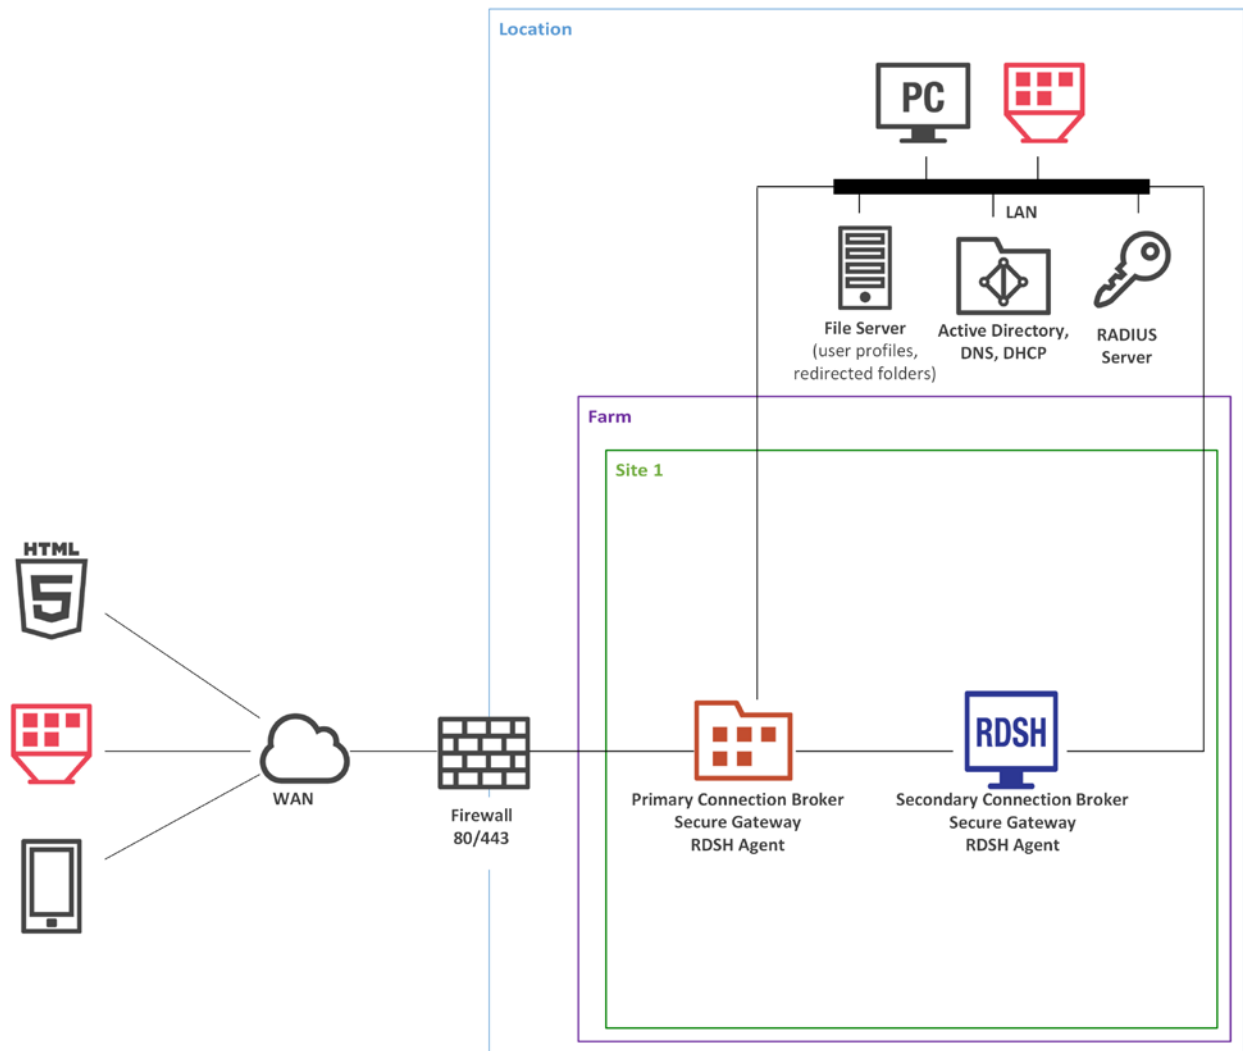 Location
PC
LAN
File Server
(user profiles,
redirected folders)
Active Directory,
DNS, DHCP
RADIUS
Server
Farm
Site 1
HTML
5
WAN
Firewall
80/443
Primary Connection Broker
Secure Gateway
RDSH Agent
RDSH
Secondary Connection Broker
Secure Gateway
RDSH Agent